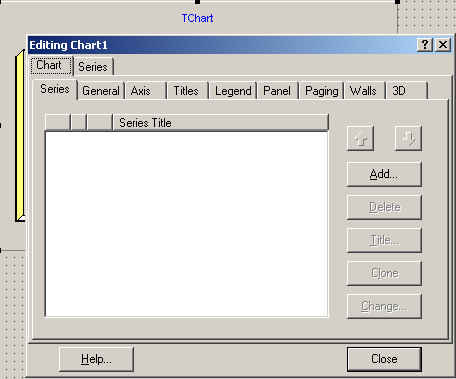 TChart
Editing Chart1
Chart Series
Series General Axis Titles Legend Panel Paging Walls 3D
Series Title
Add...
Delete
Title...
Clone
Change...
Help... Close